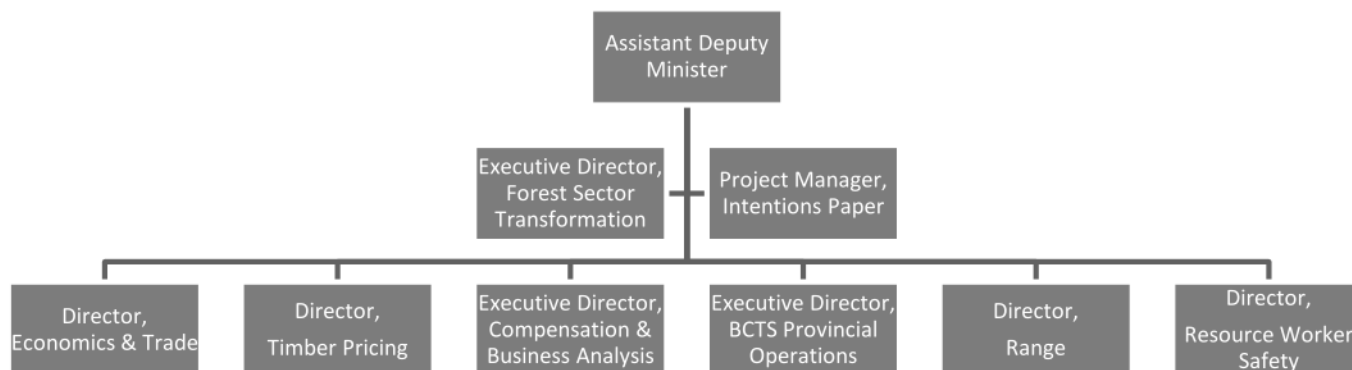 Assistant Deputy
Minister
Executive Director,
Forest Sector
Transformation
Project Manager,
Intentions Paper
Director,
Economics & Trade
Director,
Timber Pricing
Executive Director,
Compensation &
Business Analysis
Executive Director,
BCTS Provincial
Operations
Director,
Range
Director,
Resource Worker
Safety